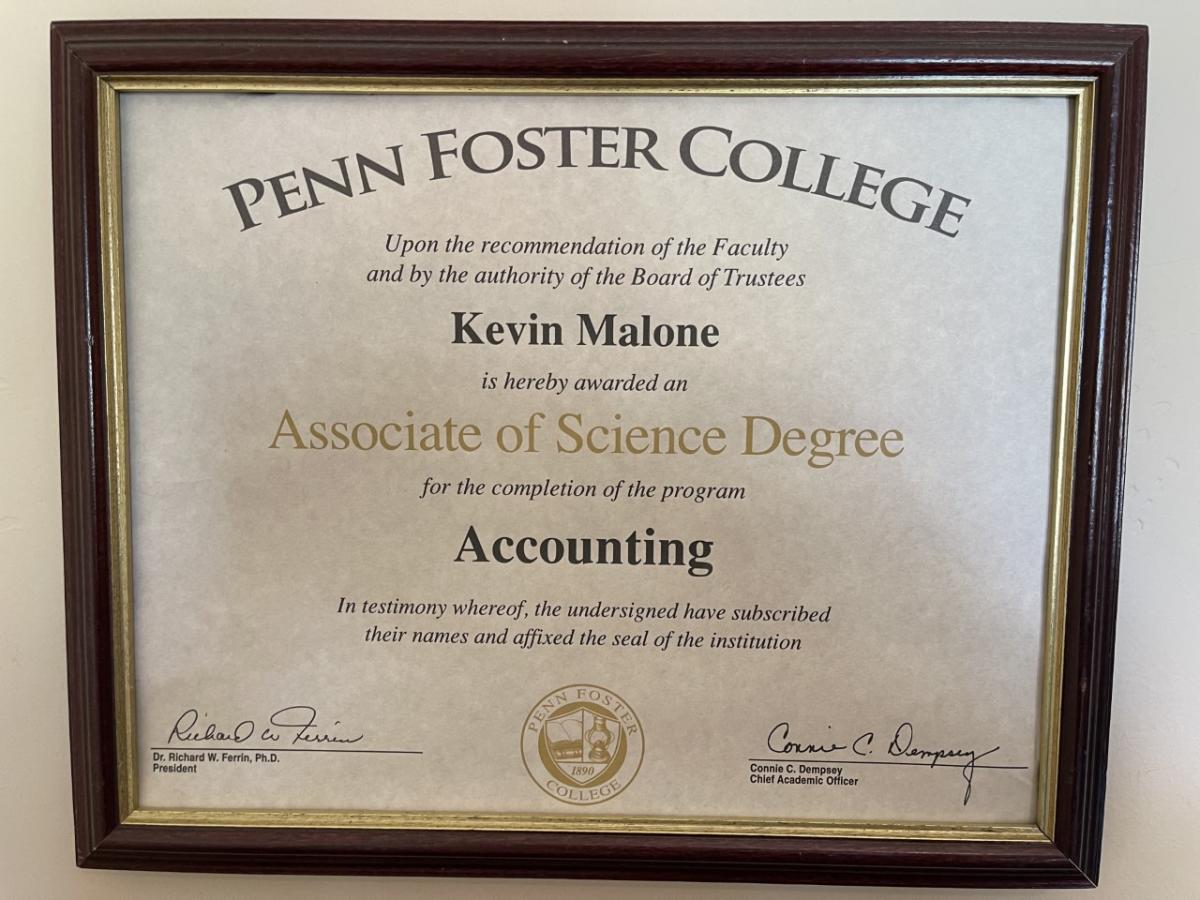 PENN FOSTER COLLEGE
Upon the recommendation of the Faculty
and by the authority of the Board of Trustees
Kevin Malone
is hereby awarded an
Associate of Science Degree
for the completion of the program
Accounting
In testimony whereof, the undersigned have subscribed
their names and affixed the seal of the institution
Richard W Ferrin
Dr. Richard W. Ferrin, Ph.D.
President
PENN FOSTER
1890
COLLEGE
Connie C. Dempsey
Connie C. Dempsey
Chief Academic Officer